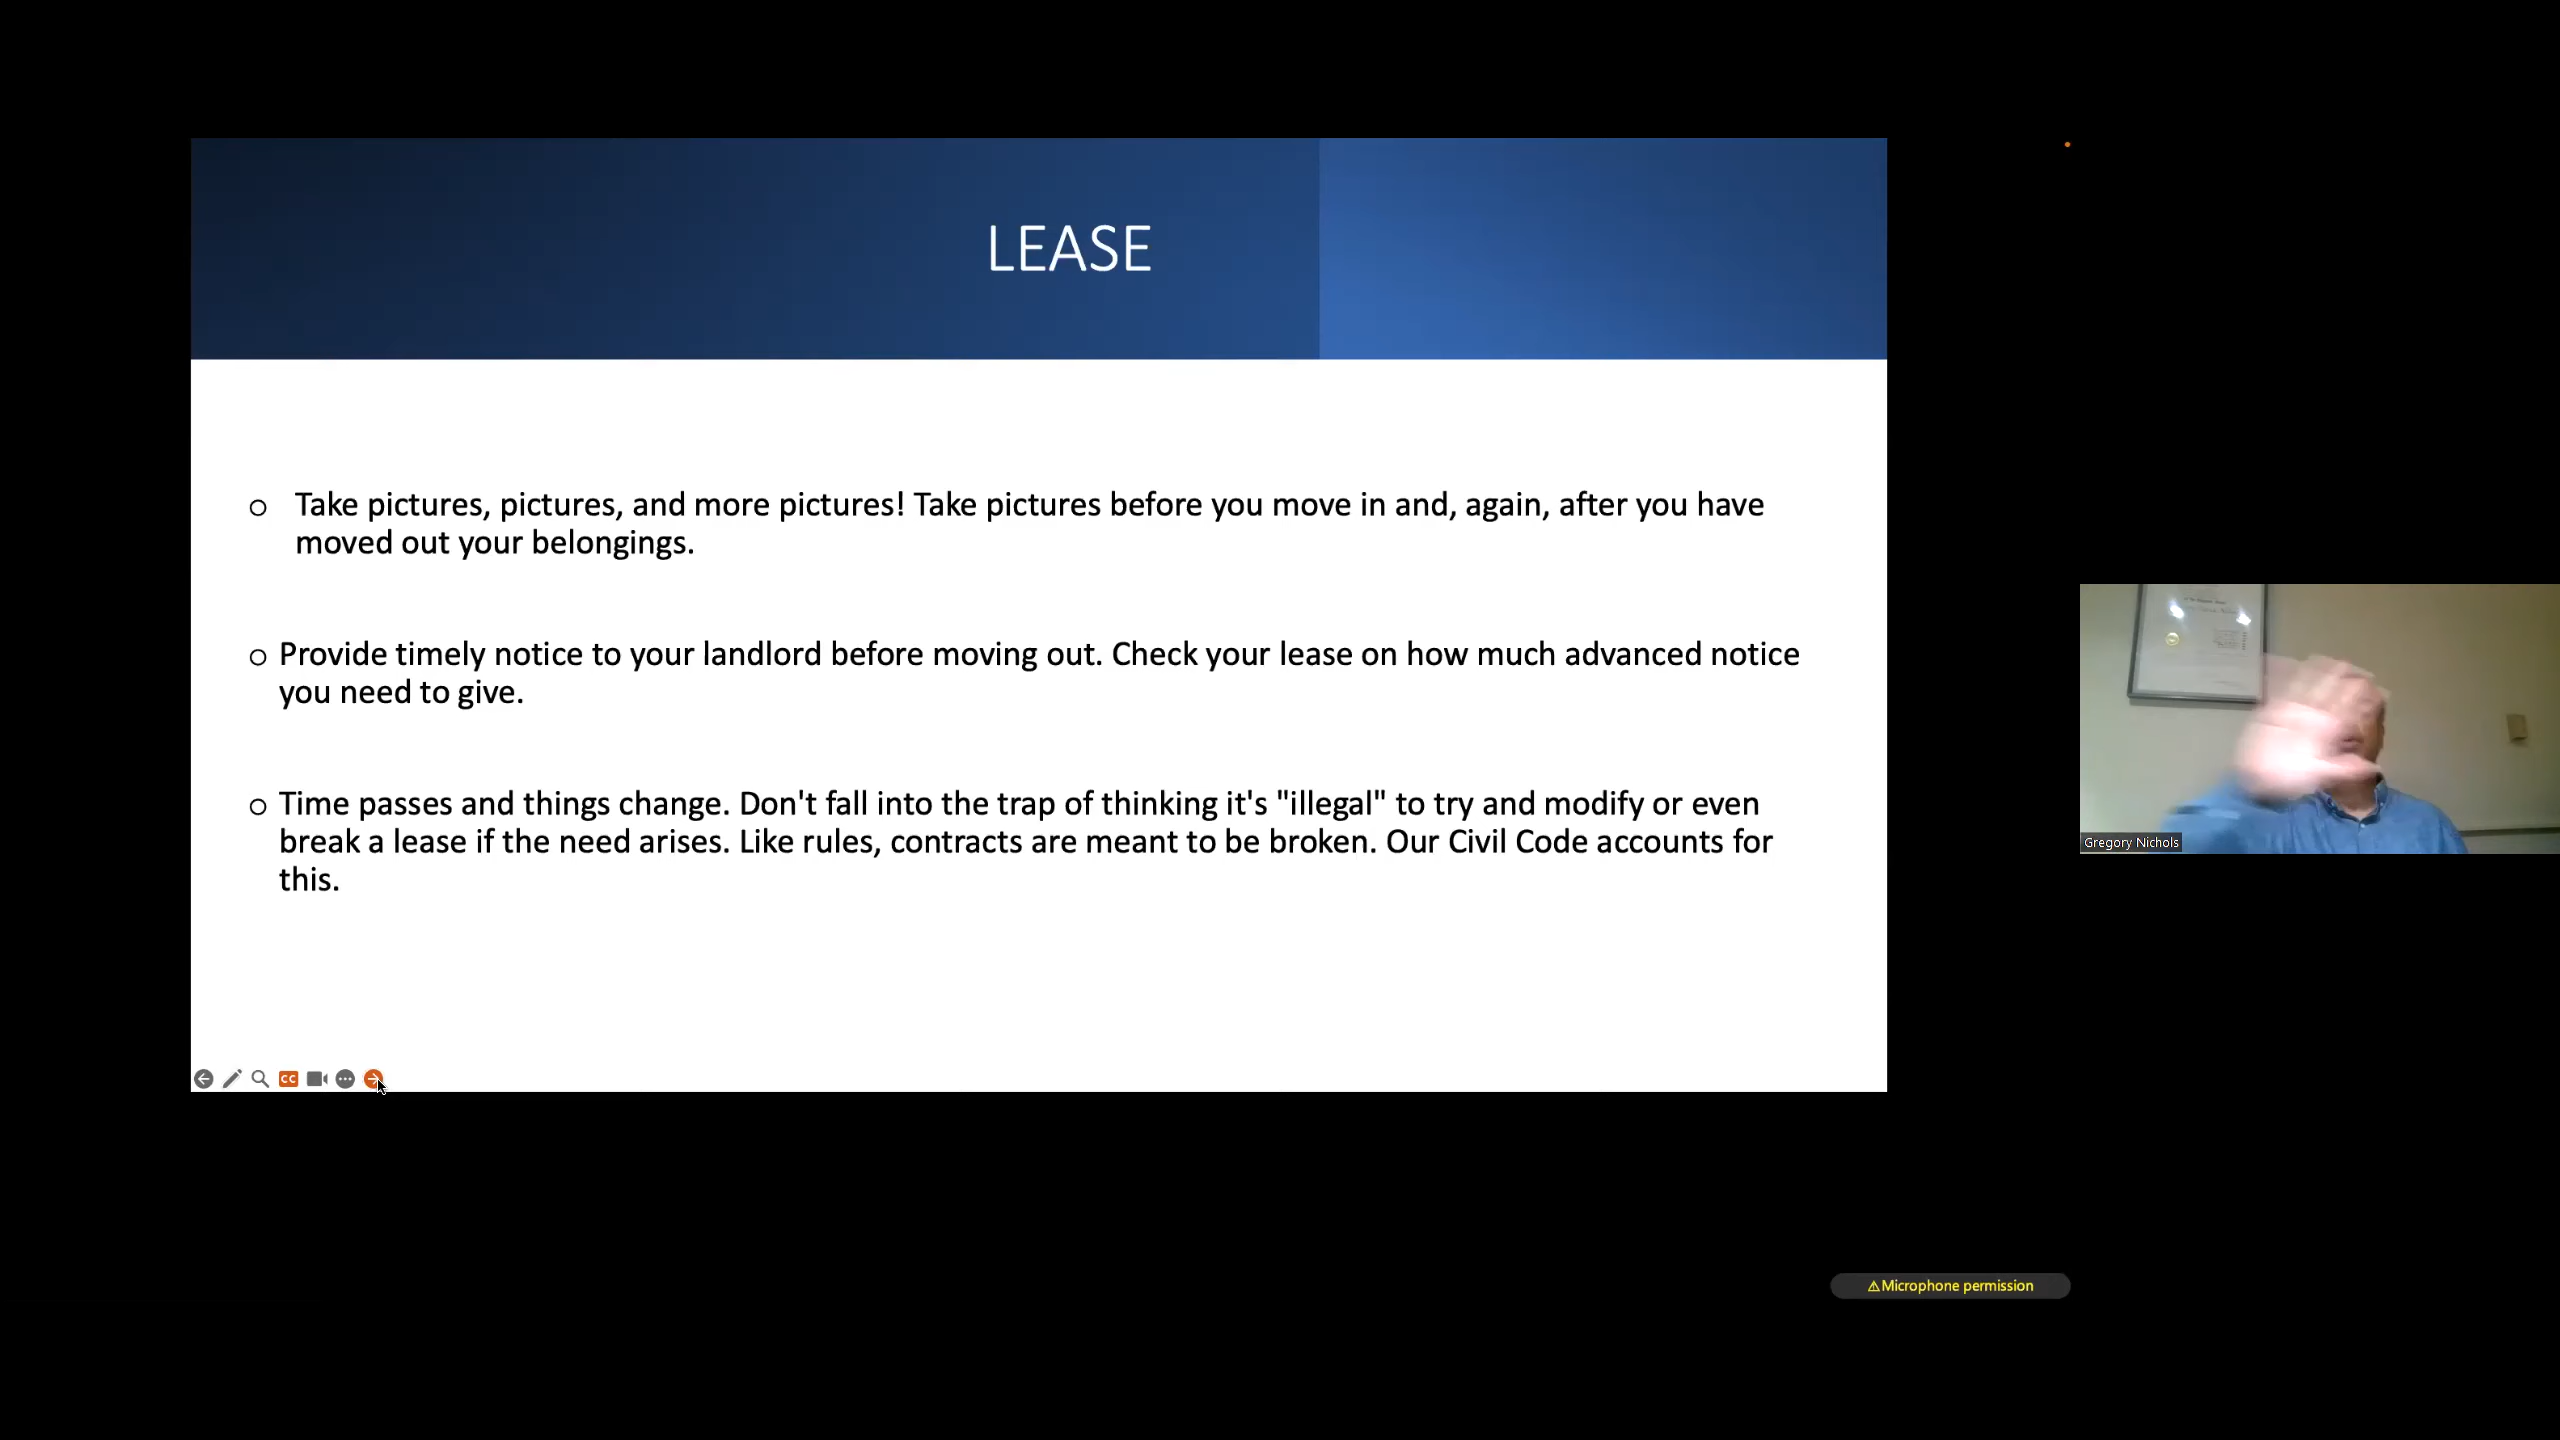 LEASE
o Take pictures, pictures, and more pictures! Take pictures before you move in and, again, after you have
moved out your belongings.
o Provide timely notice to your landlord before moving out. Check your lease on how much advanced notice
you need to give.
o Time passes and things change. Don't fall into the trap of thinking it's "illegal" to try and modify or even
break a lease if the need arises. Like rules, contracts are meant to be broken. Our Civil Code accounts for
this.
CC
Gregory Nichols
⚠Microphone permission